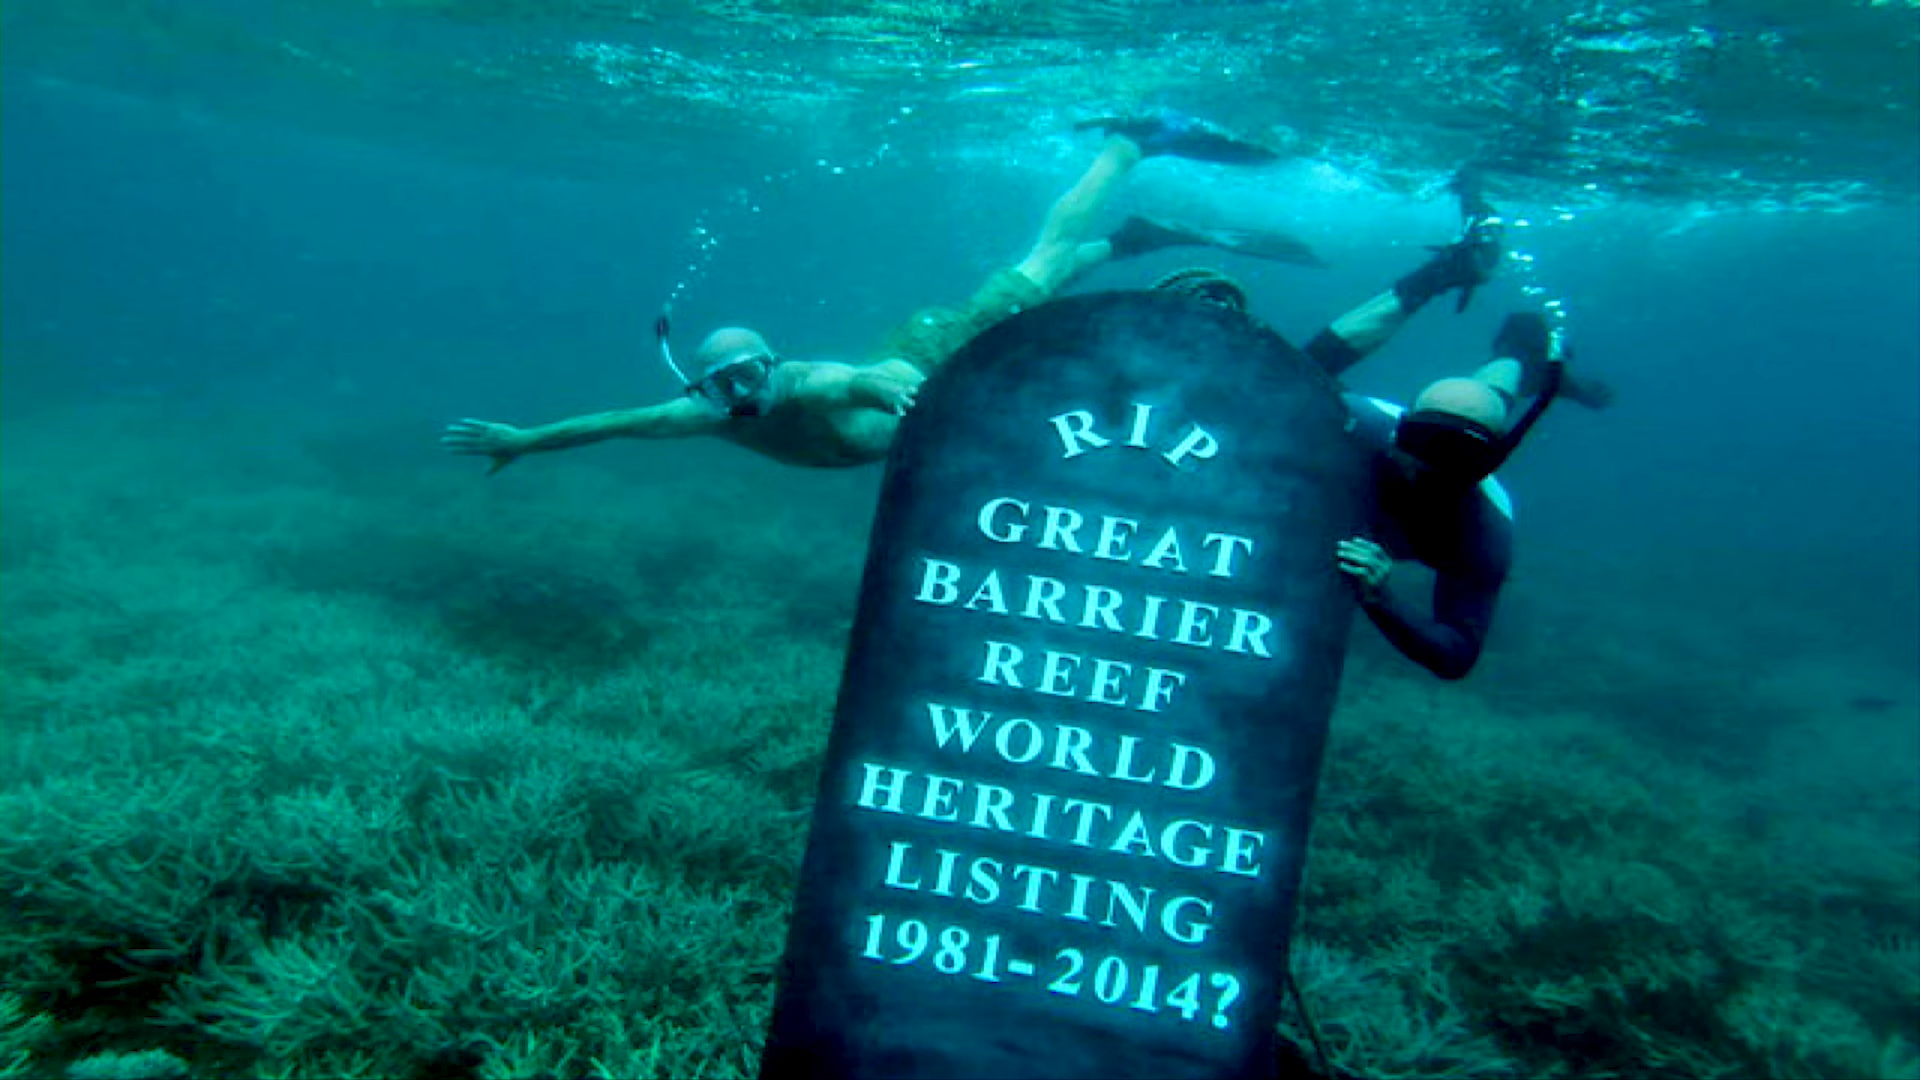 RIP
GREAT
BARRIER
REEF
WORLD
HERITAGE
LISTING
1981-2014?